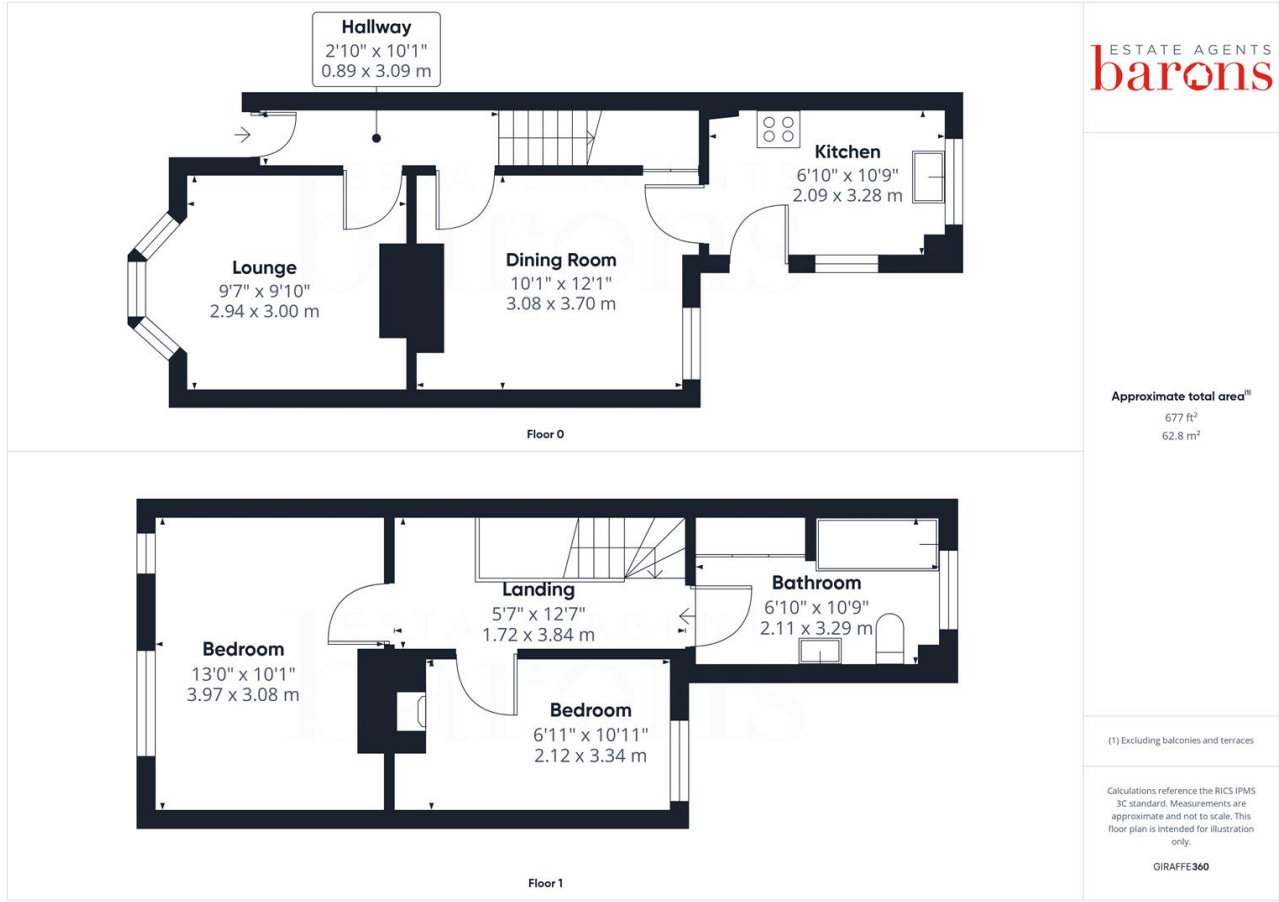 Hallway
2'10" x 10'1"
0.89 x 3.09 m
Kitchen
6'10" x 10'9"
2.09 x 3.28 m
Lounge
9'7" x 9'10"
2.94 x 3.00 m
Dining Room
10'1" x 12'1"
3.08 x 3.70 m
ESTATE AGENTS
barons
Floor 0
Landing
5'7" x 12'7"
1.72 x 3.84 m
Bathroom
6'10" x 10'9"
2.11 x 3.29 m
Bedroom
13'0" x 10'1"
3.97 x 3.08 m
Bedroom
6'11" x 10'11"
2.12 x 3.34 m
ESTATE AGENTS
barons
Floor 1
ESTATE AGENTS
barons
Approximate total area(1)
677 ft²
62.8 m²
(1) Excluding balconies and terraces
Calculations reference the RICS IPMS
3C standard. Measurements are
approximate and not to scale. This
floor plan is intended for illustration
only.
GIRAFFE360